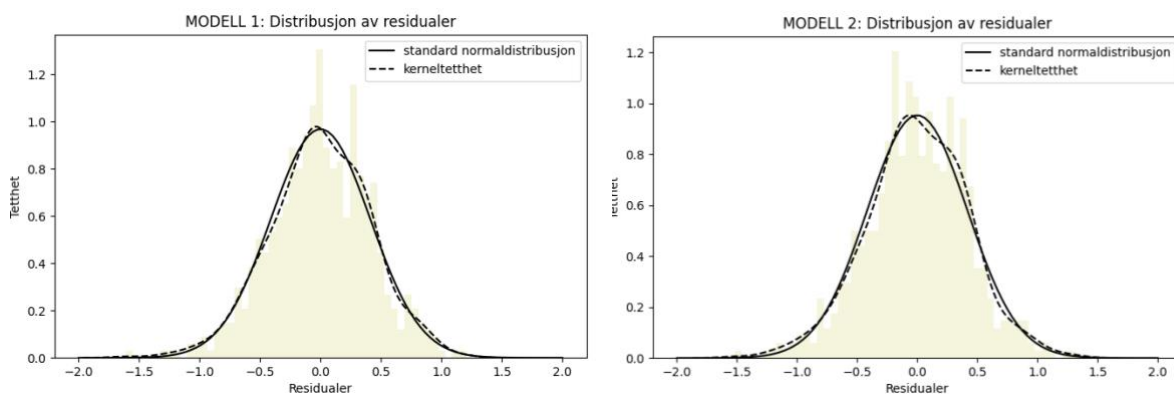 MODELL 1: Distribusjon av residualer
standard normaldistribusjon
kerneltetthet
Tetthet
1.2
1.0
0.8
0.6
0.4
0.2
0.0
−2.0 −1.5 −1.0 −0.5 0.0 0.5 1.0 1.5 2.0
Residualer
MODELL 2: Distribusjon av residualer
standard normaldistribusjon
kerneltetthet
Tetthet
1.2
1.0
0.8
0.6
0.4
0.2
0.0
−2.0 −1.5 −1.0 −0.5 0.0 0.5 1.0 1.5 2.0
Residualer